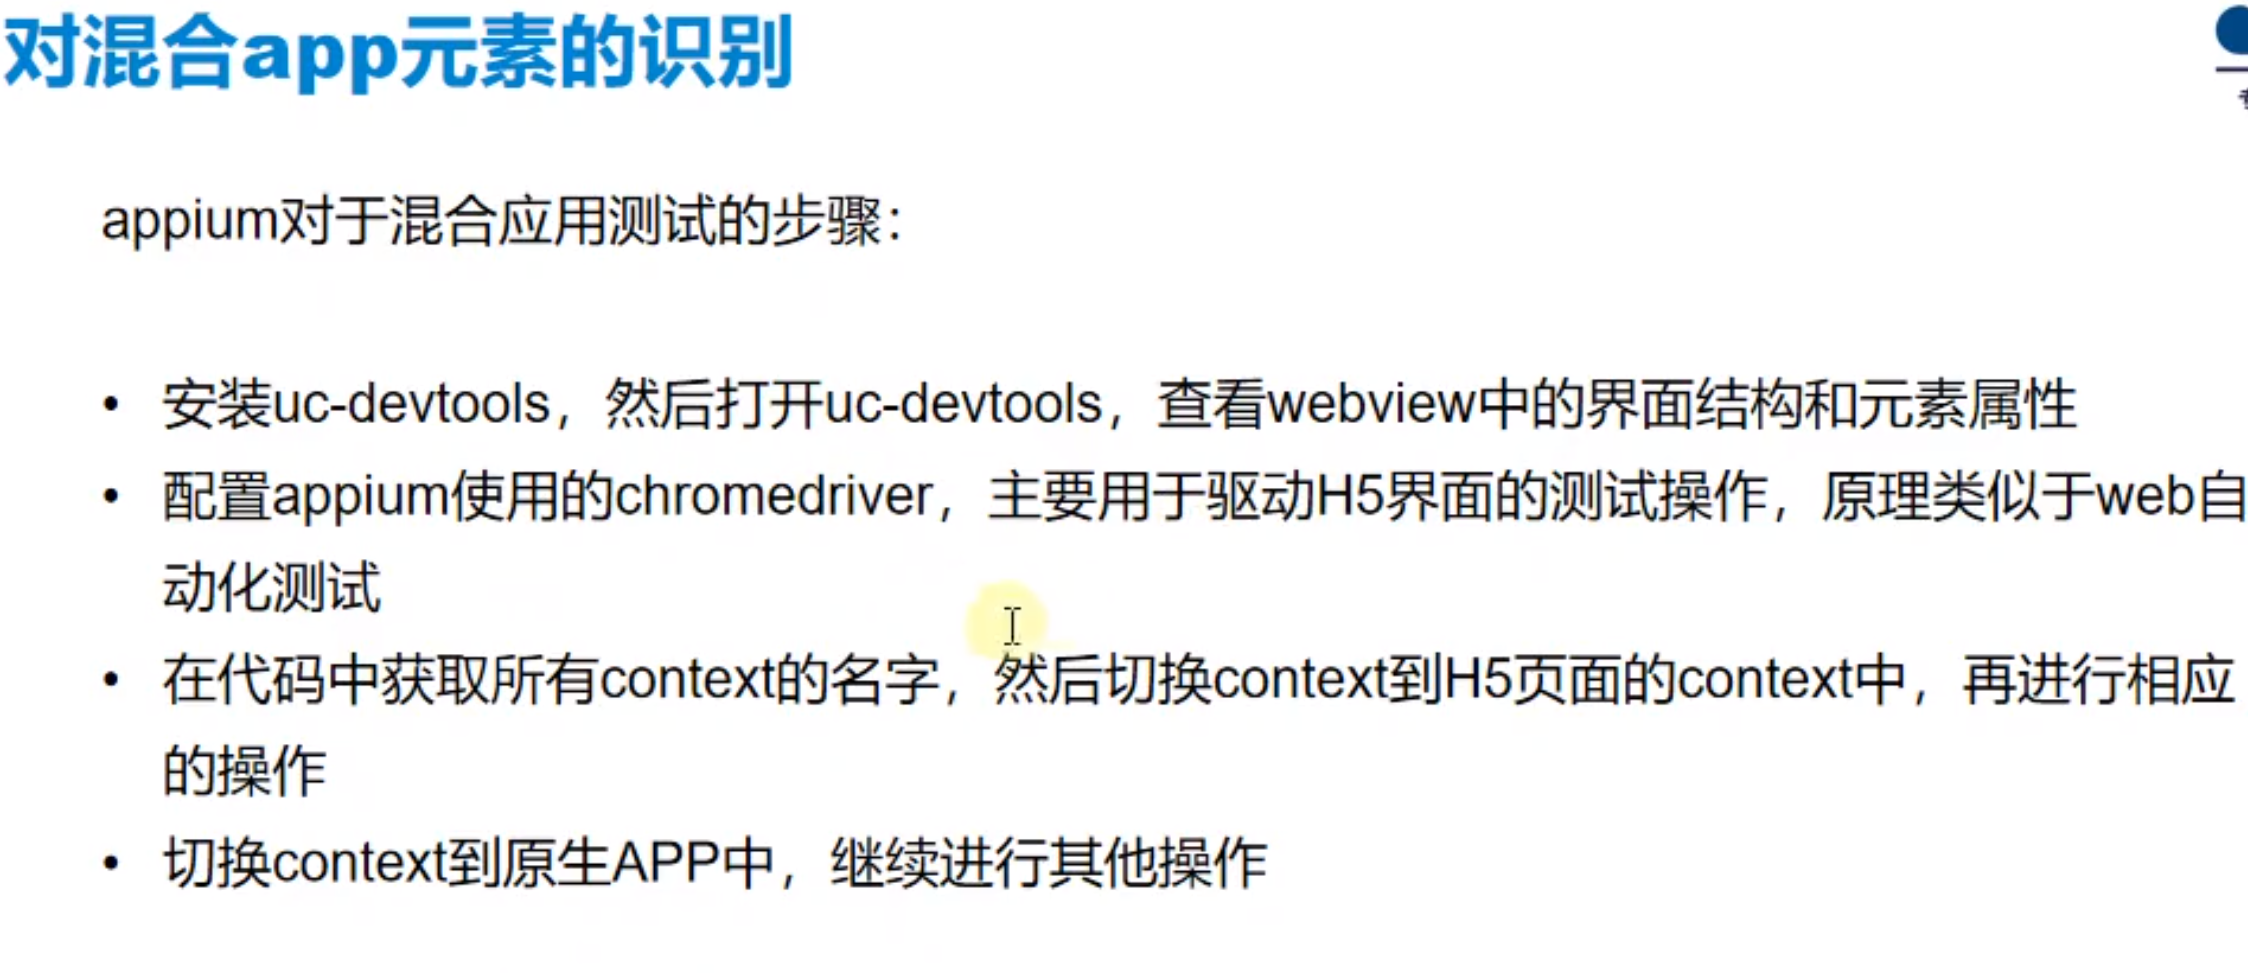 对混合app元素的识别
appium对于混合应用测试的步骤：
• 安装uc-devtools，然后打开uc-devtools，查看webview中的界面结构和元素属性
• 配置appium使用的chromedriver，主要用于驱动H5界面的测试操作，原理类似于web自
动化测试
• 在代码中获取所有context的名字，然后切换context到H5页面的context中，再进行相应
的操作
• 切换context到原生APP中，继续进行其他操作